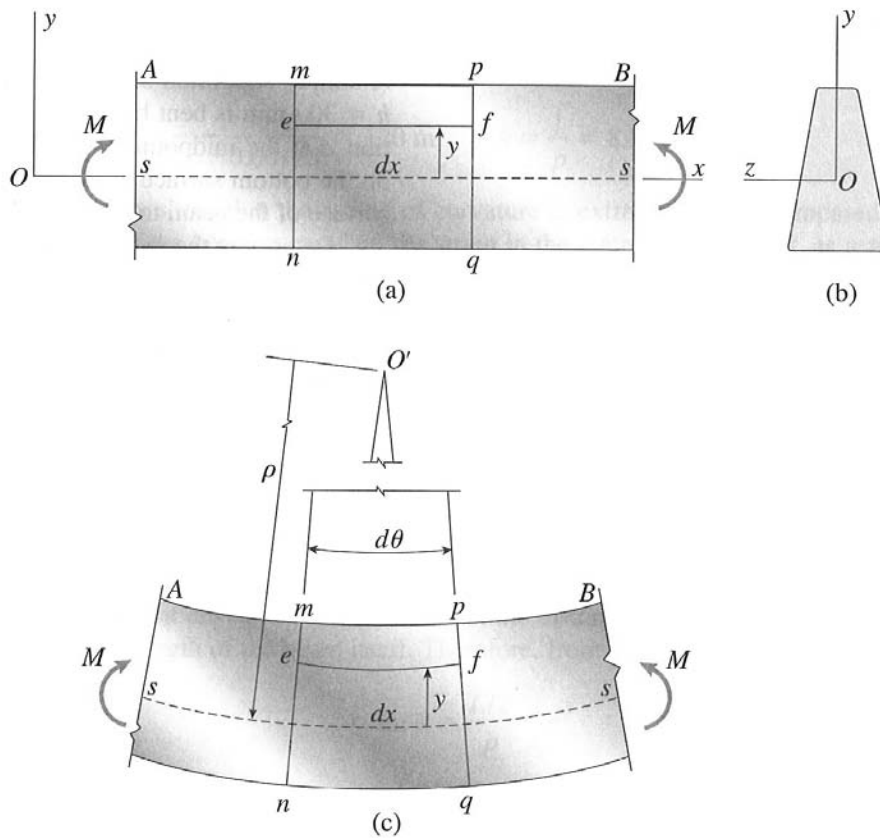 y
y
A m p B
e f
M y M
dx
O s s x z O
n q
(a)
(b)
O'
ρ
dθ
A m p B
e f
M s y s M
dx
n q
(c)